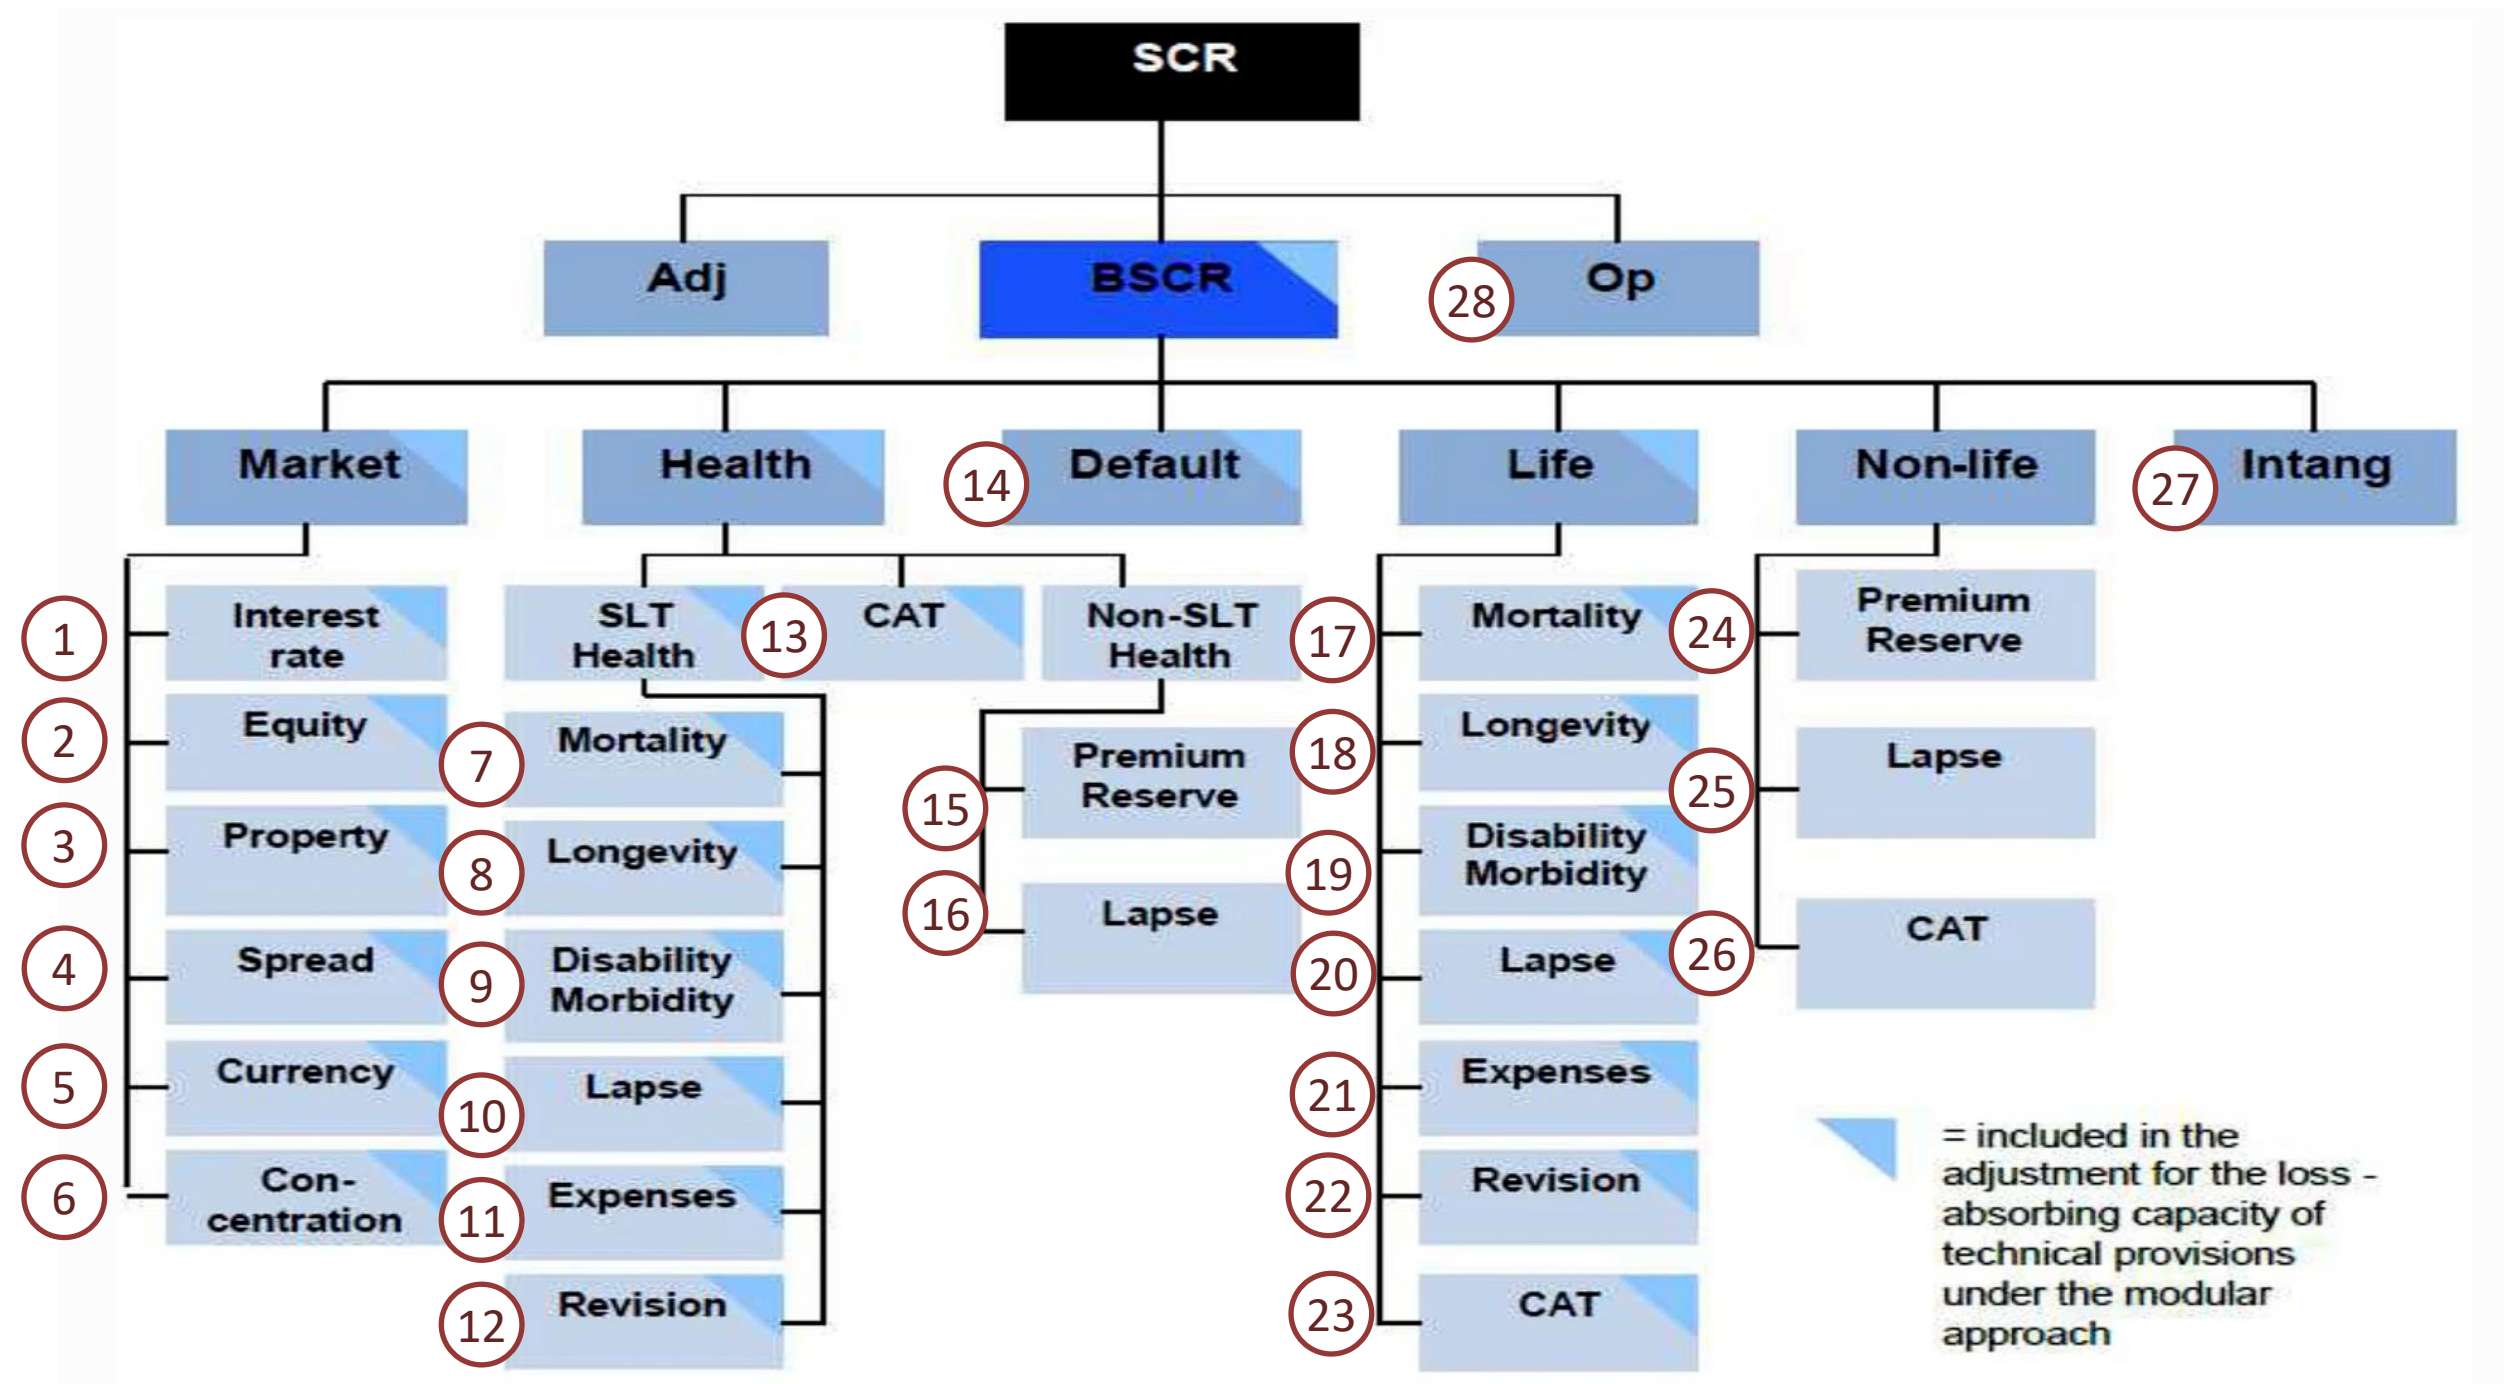 SCR
Adj
BSCR
28
Op
Market
Health
14
Default
Life
Non-life
27
Intang
1
Interest
rate
2
Equity
3
Property
4
Spread
5
Currency
6
Con-
centration
SLT
Health
7
Mortality
8
Longevity
9
Disability
Morbidity
10
Lapse
11
Expenses
12
Revision
13
CAT
Non-SLT
Health
15
Premium
Reserve
16
Lapse
17
Mortality
18
Longevity
19
Disability
Morbidity
20
Lapse
21
Expenses
22
Revision
23
CAT
24
Premium
Reserve
25
Lapse
26
CAT
= included in the
adjustment for the loss -
absorbing capacity of
technical provisions
under the modular
approach